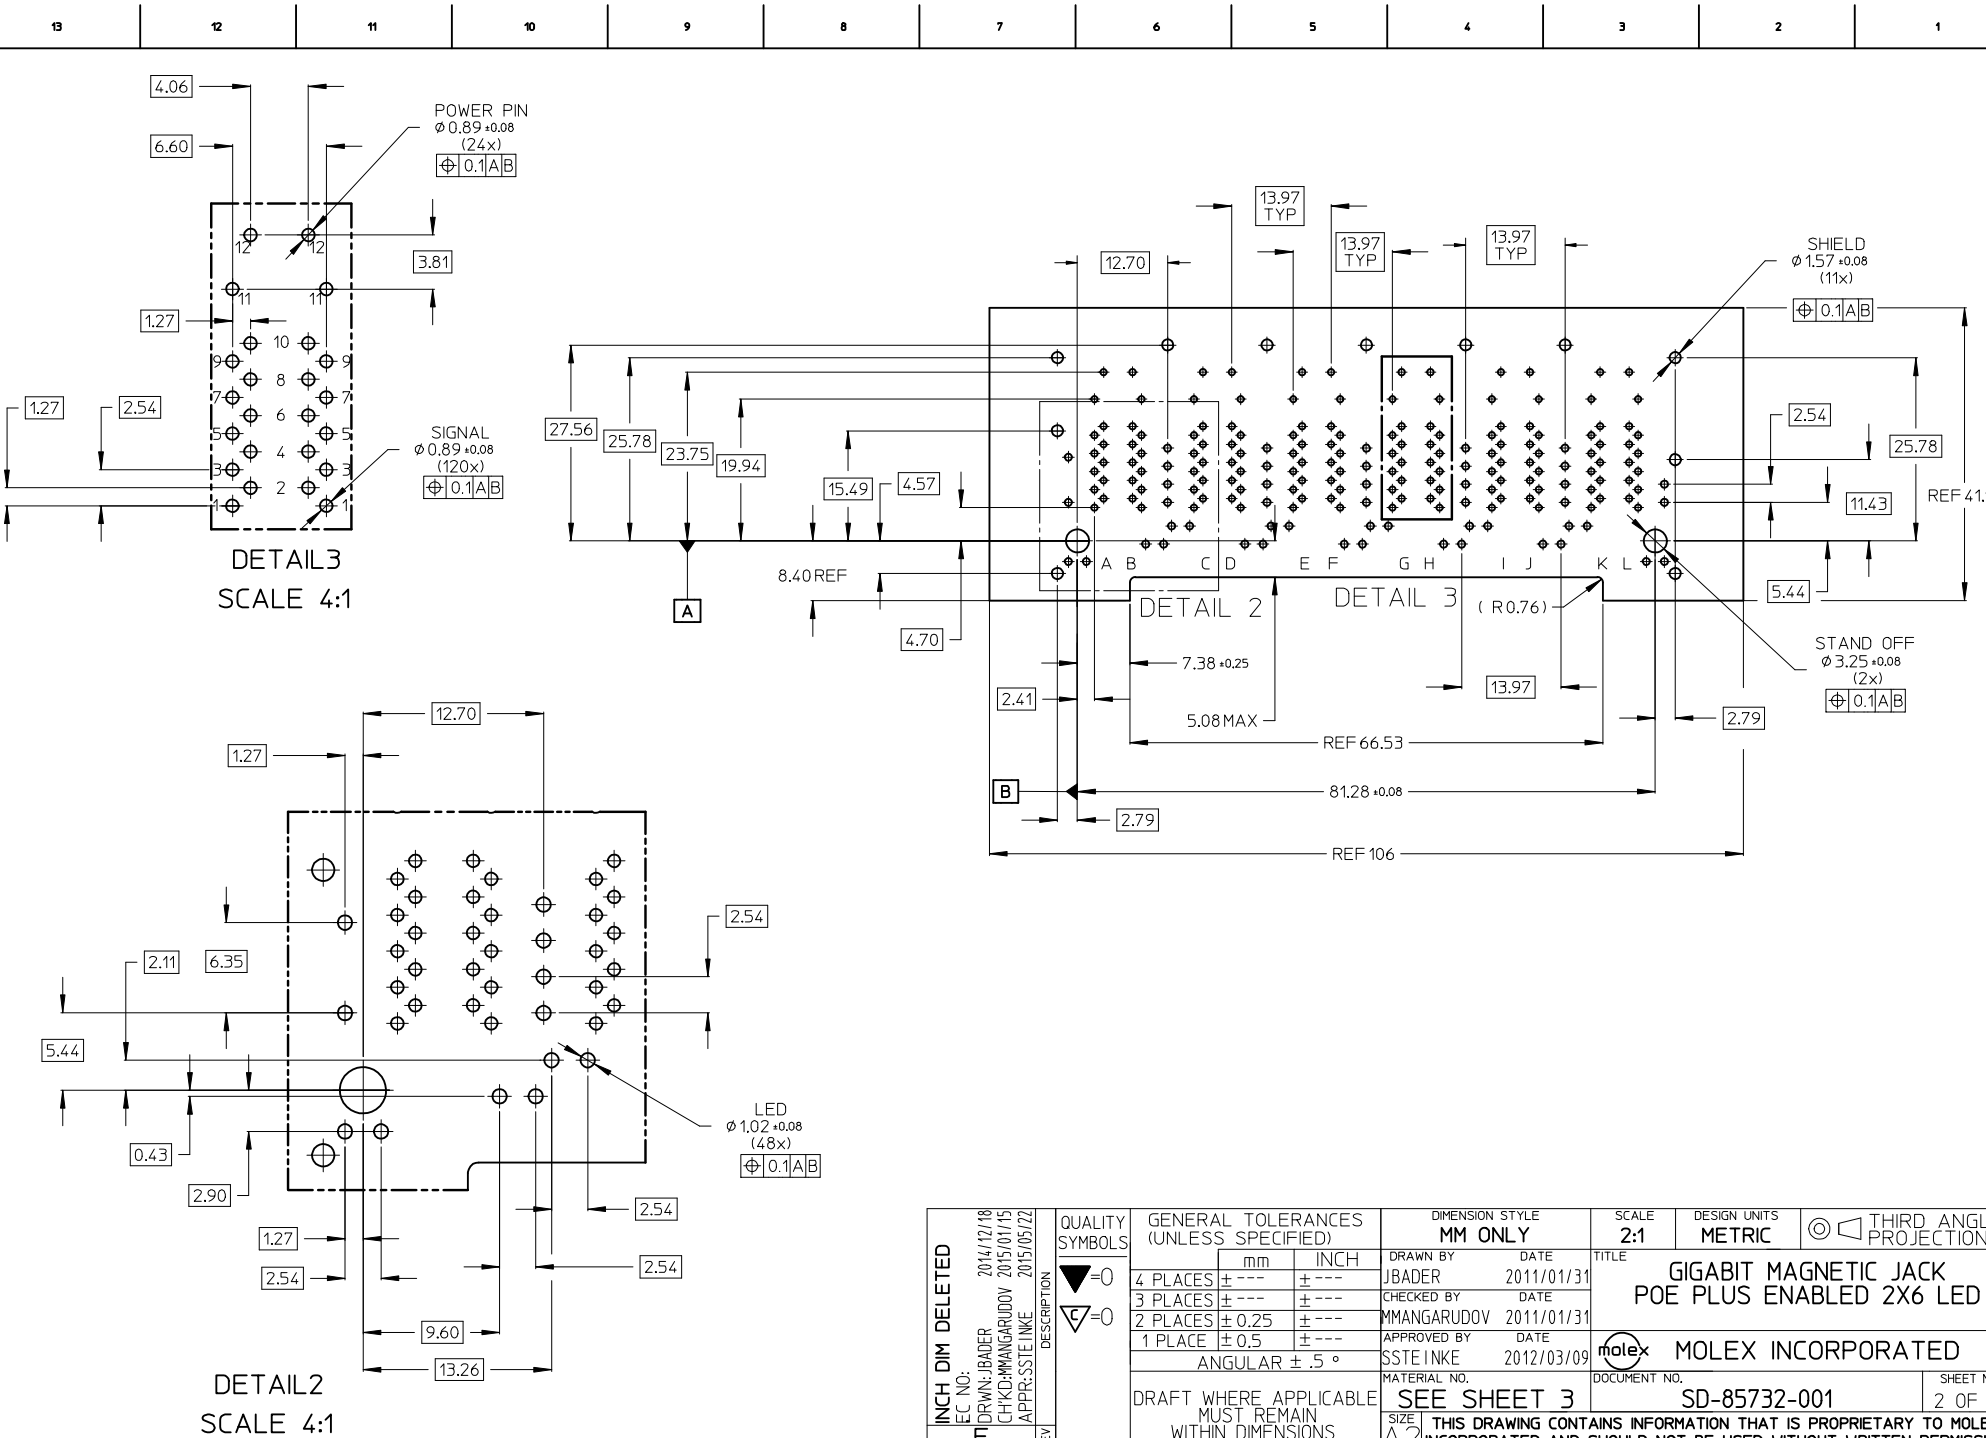 13 12 11 10 9 8 7 6 5 4 3 2 1
4.06
6.60
POWER PIN
Ø0.89 ±0.08
(24x)
⌖ 0.1 A B
12 12
3.81
11 11
1.27
10
9 9
8
7 7
6
5 5
4
3 3
2
1 1
1.27
2.54
SIGNAL
Ø0.89 ±0.08
(120x)
⌖ 0.1 A B
DETAIL3
SCALE 4:1
13.97
TYP
13.97
TYP
13.97
TYP
12.70
SHIELD
Ø1.57 ±0.08
(11x)
⌖ 0.1 A B
27.56
25.78
23.75
19.94
15.49
4.57
2.54
25.78
11.43
REF 41.
8.40 REF
A
A B C D E F G H I J K L
DETAIL 2
DETAIL 3
(R0.76)
5.44
4.70
7.38 ±0.25
STAND OFF
Ø3.25 ±0.08
(2x)
⌖ 0.1 A B
2.41
5.08 MAX
13.97
2.79
REF 66.53
B
81.28 ±0.08
2.79
REF 106
12.70
1.27
2.54
2.11
6.35
5.44
LED
Ø1.02 ±0.08
(48x)
⌖ 0.1 A B
0.43
2.90
2.54
1.27
2.54
2.54
9.60
13.26
DETAIL2
SCALE 4:1
INCH DIM DELETED
EC NO:
DRWN:JBADER 2014/12/18
CH'KD:MMANGARUDOV 2015/01/15
APPR:SSTEINKE 2015/05/22
DESCRIPTION
QUALITY
SYMBOLS
=0
C =0
GENERAL TOLERANCES
(UNLESS SPECIFIED)
mm INCH
4 PLACES ± --- ± ---
3 PLACES ± --- ± ---
2 PLACES ± 0.25 ± ---
1 PLACE ± 0.5 ± ---
ANGULAR ± .5 °
DRAFT WHERE APPLICABLE
MUST REMAIN
WITHIN DIMENSIONS
DIMENSION STYLE
MM ONLY
SCALE
2:1
DESIGN UNITS
METRIC
THIRD ANGL
PROJECTION
DRAWN BY DATE
JBADER 2011/01/31
CHECKED BY DATE
MMANGARUDOV 2011/01/31
APPROVED BY DATE
SSTEINKE 2012/03/09
TITLE
GIGABIT MAGNETIC JACK
POE PLUS ENABLED 2X6 LED
molex MOLEX INCORPORATED
MATERIAL NO.
SEE SHEET 3
DOCUMENT NO.
SD-85732-001
SHEET N
2 OF
SIZE
THIS DRAWING CONTAINS INFORMATION THAT IS PROPRIETARY TO MOLE